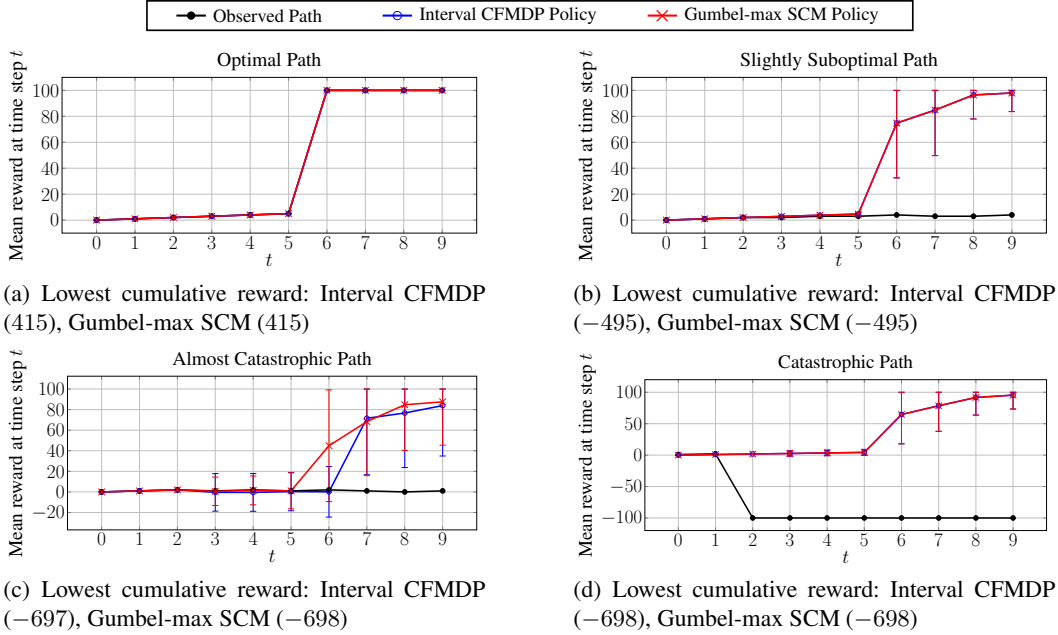 Observed Path Interval CFMDP Policy Gumbel-max SCM Policy
Optimal Path
Mean reward at time step t
100
80
60
40
20
0
0 1 2 3 4 5 6 7 8 9
t
(a) Lowest cumulative reward: Interval CFMDP
(415), Gumbel-max SCM (415)
Slightly Suboptimal Path
Mean reward at time step t
100
80
60
40
20
0
0 1 2 3 4 5 6 7 8 9
t
(b) Lowest cumulative reward: Interval CFMDP
(−495), Gumbel-max SCM (−495)
Almost Catastrophic Path
Mean reward at time step t
100
80
60
40
20
0
−20
0 1 2 3 4 5 6 7 8 9
t
(c) Lowest cumulative reward: Interval CFMDP
(−697), Gumbel-max SCM (−698)
Catastrophic Path
Mean reward at time step t
100
50
0
−50
−100
0 1 2 3 4 5 6 7 8 9
t
(d) Lowest cumulative reward: Interval CFMDP
(−698), Gumbel-max SCM (−698)